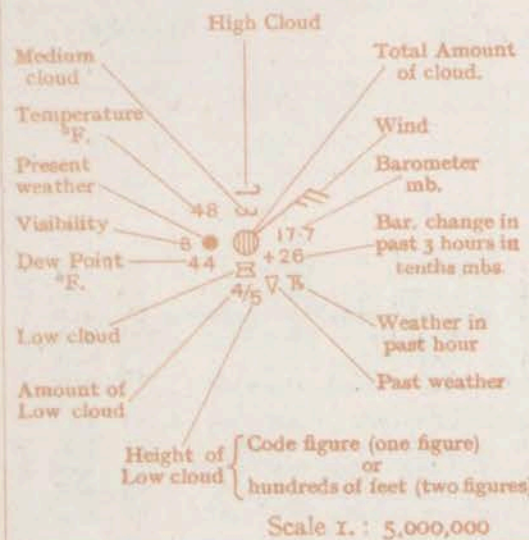 High Cloud
Medium
cloud
Total Amount
of cloud.
Temperature
°F.
Wind
Present
weather
Barometer
mb.
48
Visibility
8
17.7
Bar. change in
past 3 hours in
tenths mbs.
+26
Dew Point
°F.
44
4/5
Low cloud
Weather in
past hour
Amount of
Low cloud
Past weather
Height of
Low cloud
Code figure (one figure)
or
hundreds of feet (two figures)
Scale 1. : 5,000,000